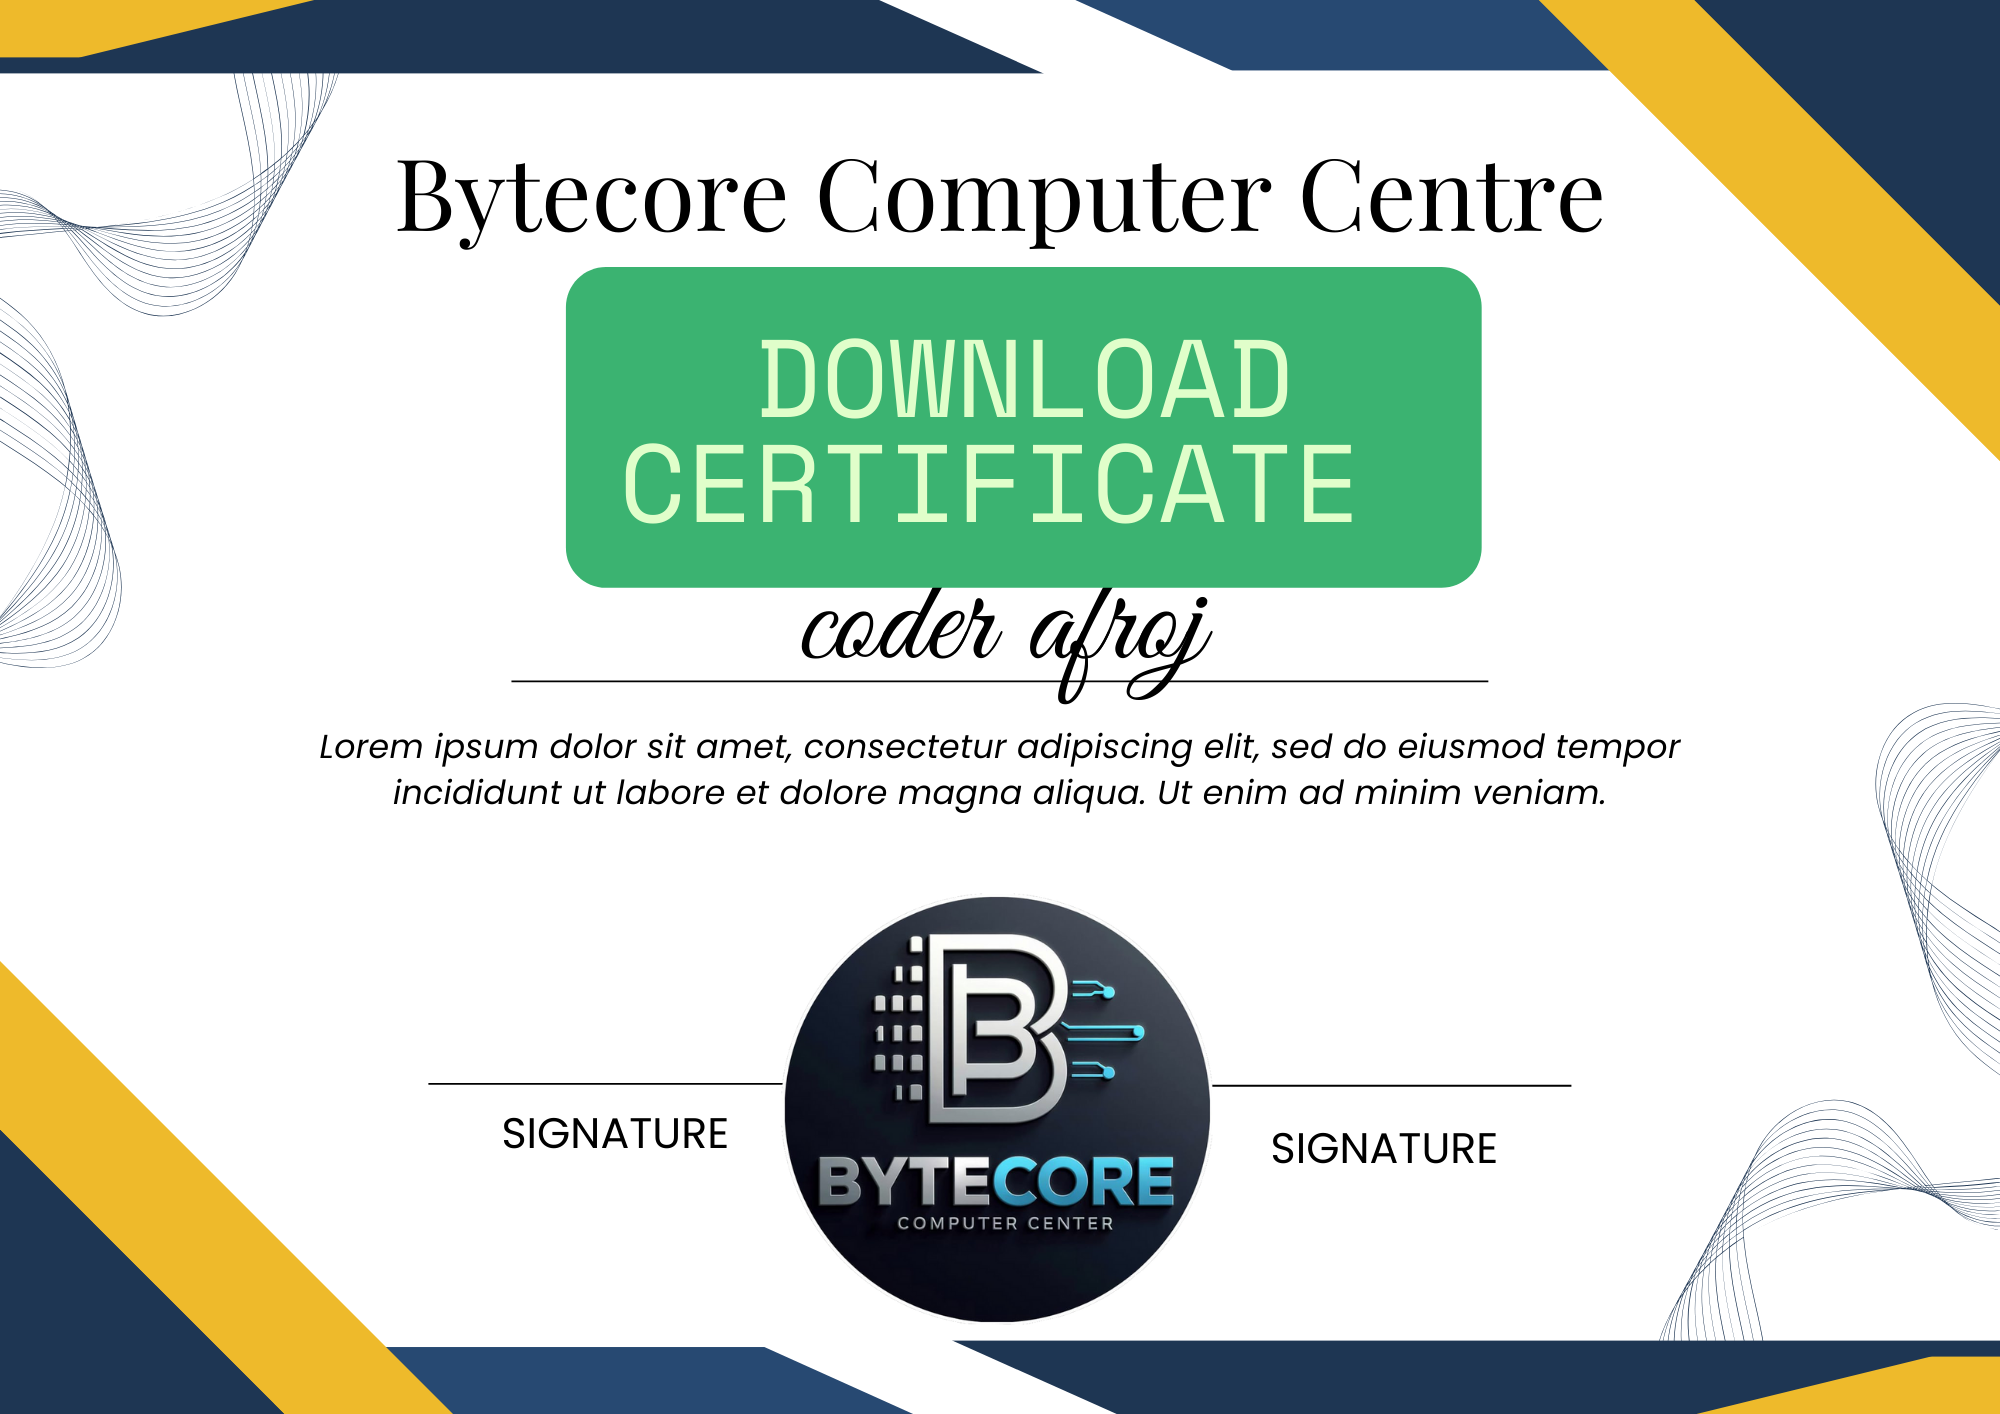 Bytecore Computer Centre
DOWNLOAD
CERTIFICATE
coder afroj
Lorem ipsum dolor sit amet, consectetur adipiscing elit, sed do eiusmod tempor
incididunt ut labore et dolore magna aliqua. Ut enim ad minim veniam.
SIGNATURE
B
BYTECORE
COMPUTER CENTER
SIGNATURE